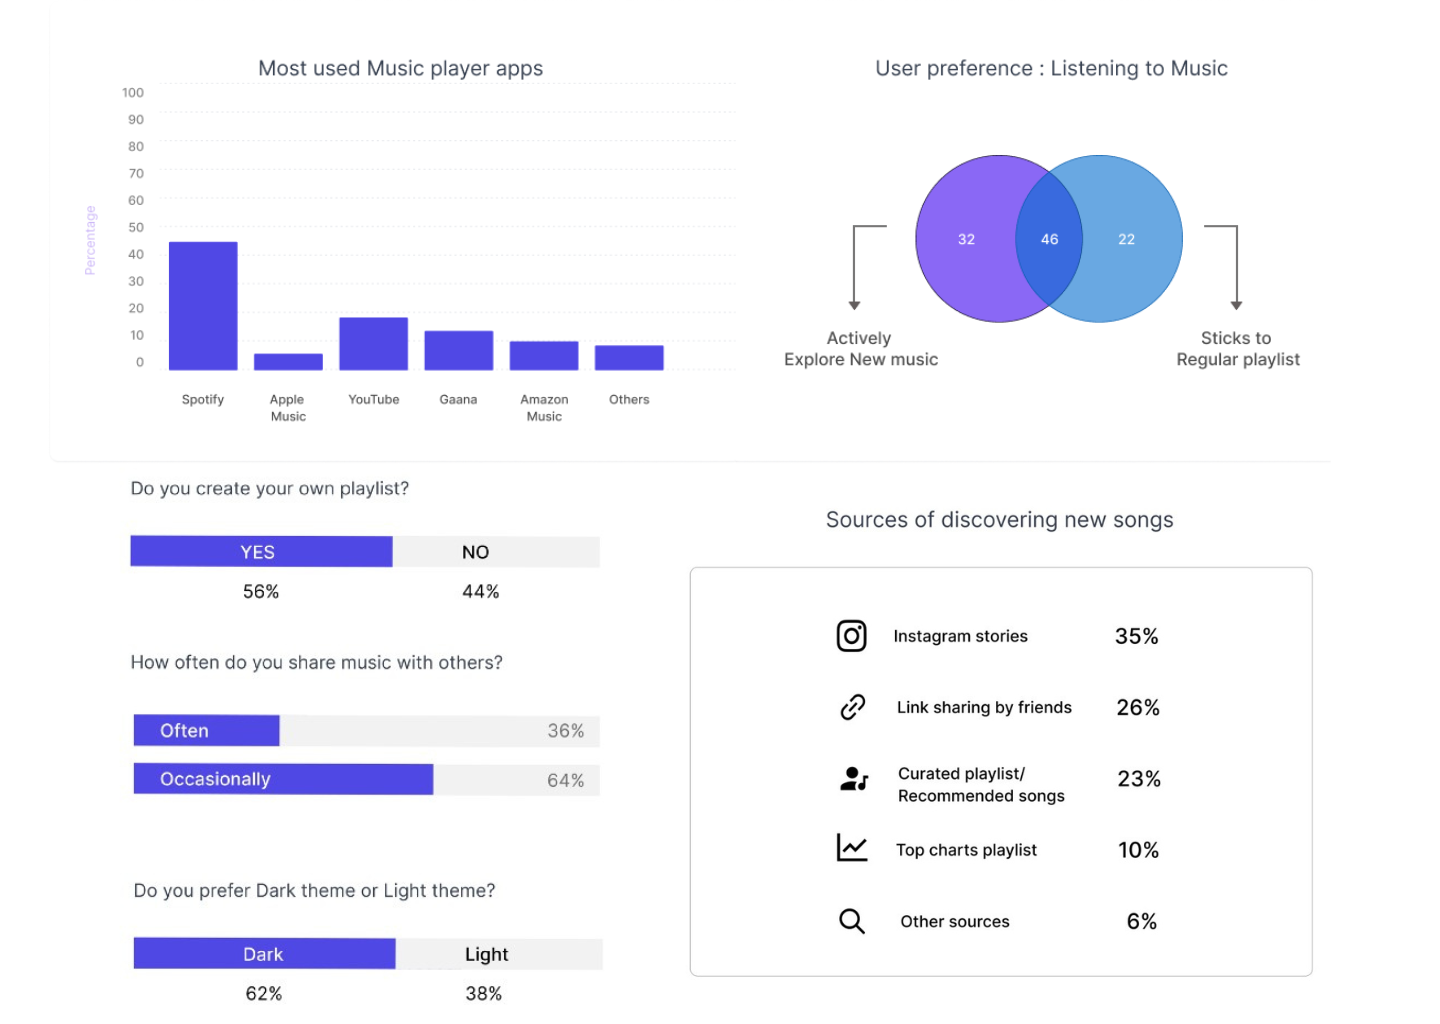 Most used Music player apps
Percentage
100
90
80
70
60
50
40
30
20
10
0
Spotify
Apple
Music
YouTube
Gaana
Amazon
Music
Others
User preference : Listening to Music
32
46
22
Actively
Explore New music
Sticks to
Regular playlist
Do you create your own playlist?
YES NO
56% 44%
How often do you share music with others?
Often 36%
Occasionally 64%
Do you prefer Dark theme or Light theme?
Dark Light
62% 38%
Sources of discovering new songs
Instagram stories 35%
Link sharing by friends 26%
Curated playlist/
Recommended songs 23%
Top charts playlist 10%
Other sources 6%